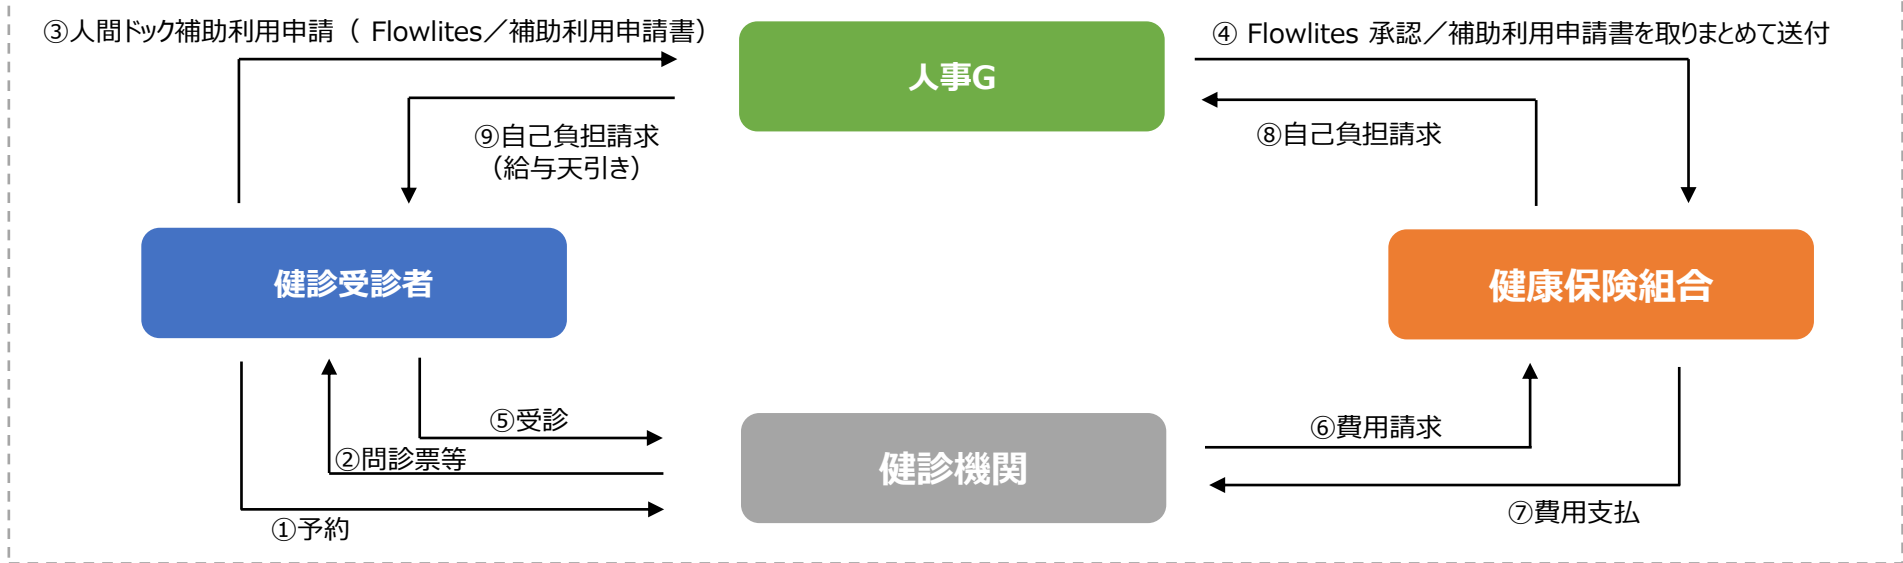 ③人間ドック補助利用申請（ Flowlites／補助利用申請書）
人事G
④ Flowlites 承認／補助利用申請書を取りまとめて送付
⑨自己負担請求
（給与天引き）
⑧自己負担請求
健診受診者
健康保険組合
⑤受診
②問診票等
①予約
健診機関
⑥費用請求
⑦費用支払